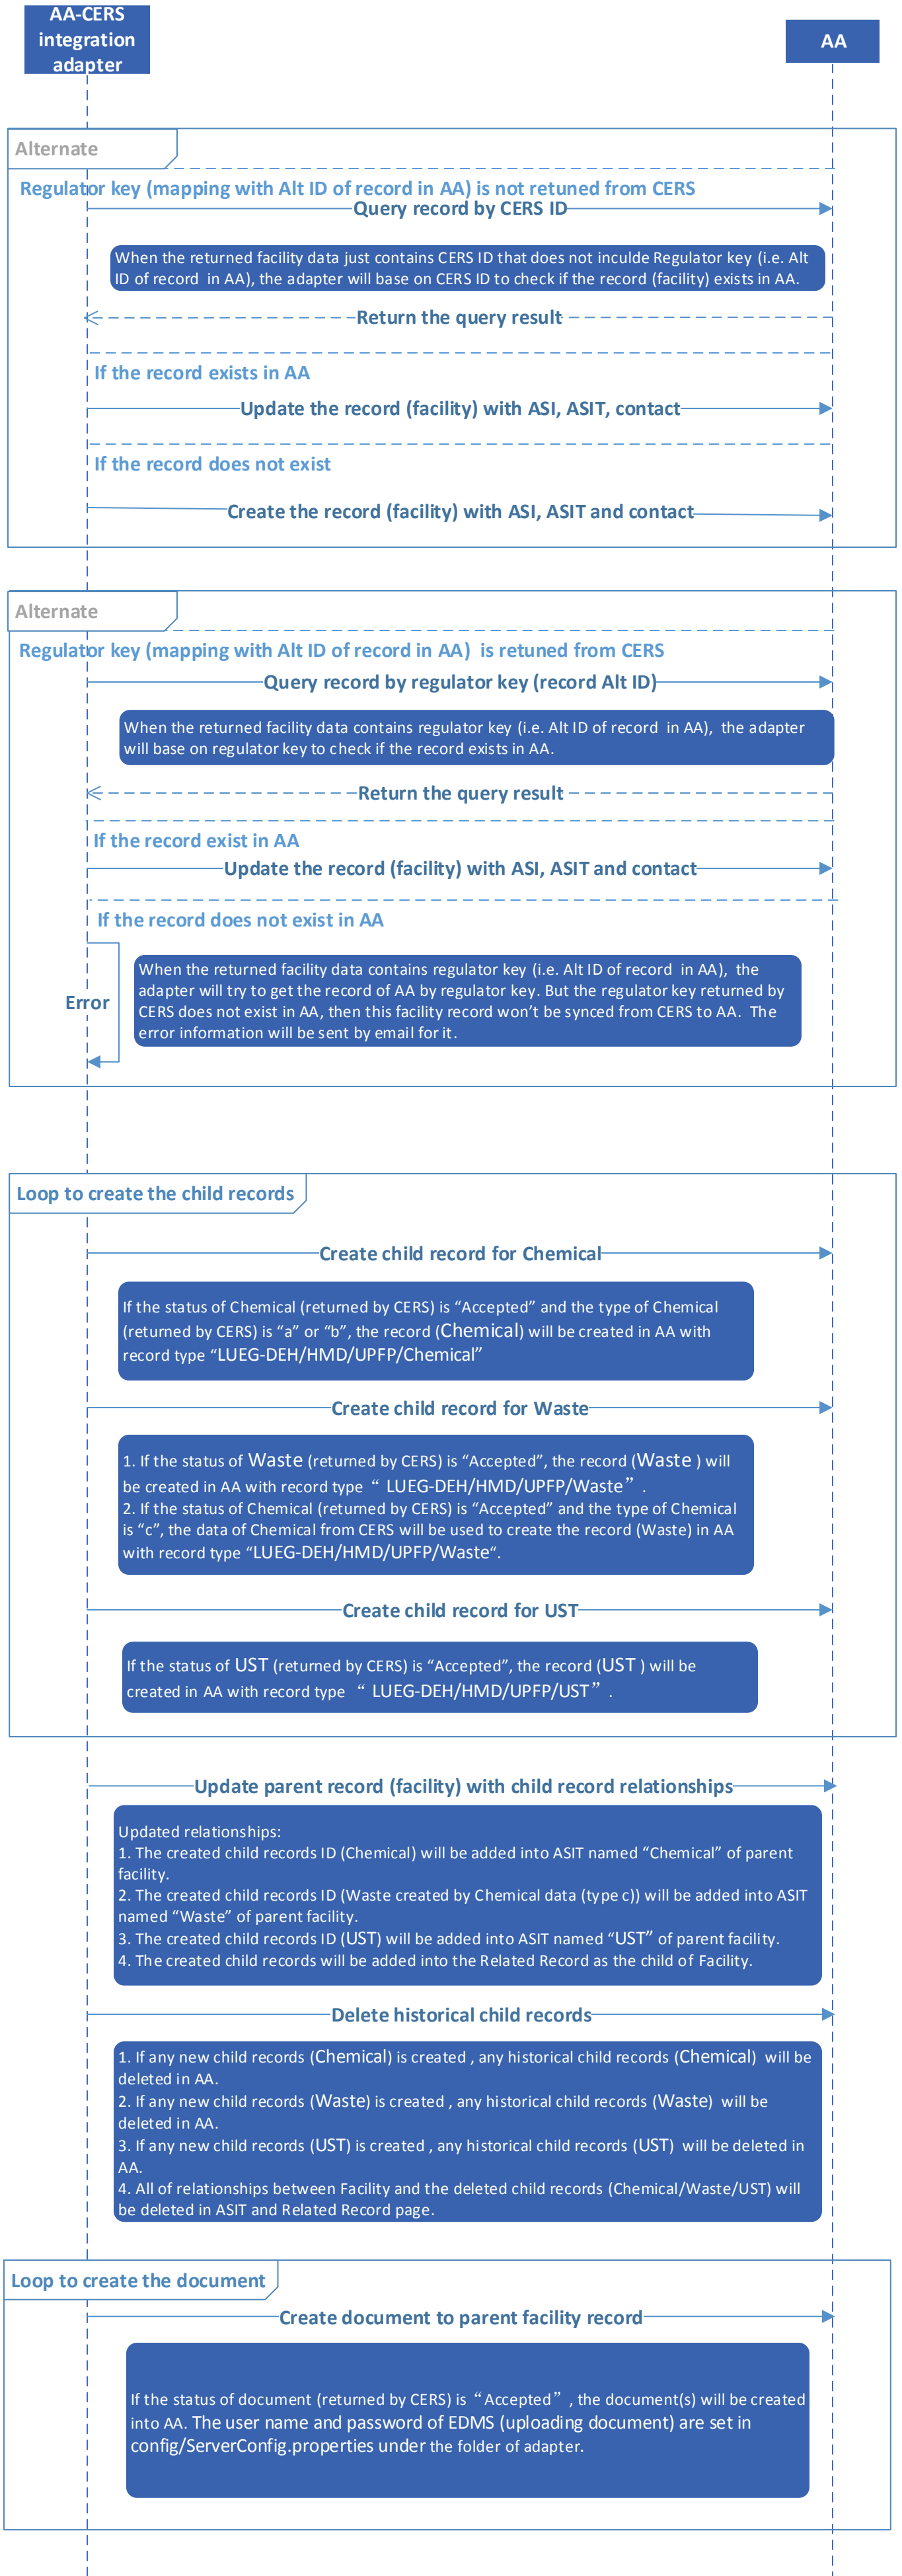 AA-CERS
integration
adapter
AA
Alternate
Regulator key (mapping with Alt ID of record in AA) is not retuned from CERS
Query record by CERS ID
When the returned facility data just contains CERS ID that does not inculde Regulator key (i.e. Alt
ID of record in AA), the adapter will base on CERS ID to check if the record (facility) exists in AA.
Return the query result
If the record exists in AA
Update the record (facility) with ASI, ASIT, contact
If the record does not exist
Create the record (facility) with ASI, ASIT and contact
Alternate
Regulator key (mapping with Alt ID of record in AA) is retuned from CERS
Query record by regulator key (record Alt ID)
When the returned facility data contains regulator key (i.e. Alt ID of record in AA), the adapter
will base on regulator key to check if the record exists in AA.
Return the query result
If the record exist in AA
Update the record (facility) with ASI, ASIT and contact
If the record does not exist in AA
Error
When the returned facility data contains regulator key (i.e. Alt ID of record in AA), the
adapter will try to get the record of AA by regulator key. But the regulator key returned by
CERS does not exist in AA, then this facility record won’t be synced from CERS to AA. The
error information will be sent by email for it.
Loop to create the child records
Create child record for Chemical
If the status of Chemical (returned by CERS) is “Accepted” and the type of Chemical
(returned by CERS) is “a” or “b”, the record (Chemical) will be created in AA with
record type “LUEG-DEH/HMD/UPFP/Chemical”
Create child record for Waste
1. If the status of Waste (returned by CERS) is “Accepted”, the record (Waste ) will
be created in AA with record type “ LUEG-DEH/HMD/UPFP/Waste” .
2. If the status of Chemical (returned by CERS) is “Accepted” and the type of Chemical
is “c”, the data of Chemical from CERS will be used to create the record (Waste) in AA
with record type “LUEG-DEH/HMD/UPFP/Waste“.
Create child record for UST
If the status of UST (returned by CERS) is “Accepted”, the record (UST ) will be
created in AA with record type “ LUEG-DEH/HMD/UPFP/UST” .
Update parent record (facility) with child record relationships
Updated relationships:
1. The created child records ID (Chemical) will be added into ASIT named “Chemical” of parent
facility.
2. The created child records ID (Waste created by Chemical data (type c)) will be added into ASIT
named “Waste” of parent facility.
3. The created child records ID (UST) will be added into ASIT named “UST” of parent facility.
4. The created child records will be added into the Related Record as the child of Facility.
Delete historical child records
1. If any new child records (Chemical) is created , any historical child records (Chemical) will be
deleted in AA.
2. If any new child records (Waste) is created , any historical child records (Waste) will be
deleted in AA.
3. If any new child records (UST) is created , any historical child records (UST) will be deleted in
AA.
4. All of relationships between Facility and the deleted child records (Chemical/Waste/UST) will
be deleted in ASIT and Related Record page.
Loop to create the document
Create document to parent facility record
If the status of document (returned by CERS) is “Accepted” , the document(s) will be created
into AA. The user name and password of EDMS (uploading document) are set in
config/ServerConfig.properties under the folder of adapter.